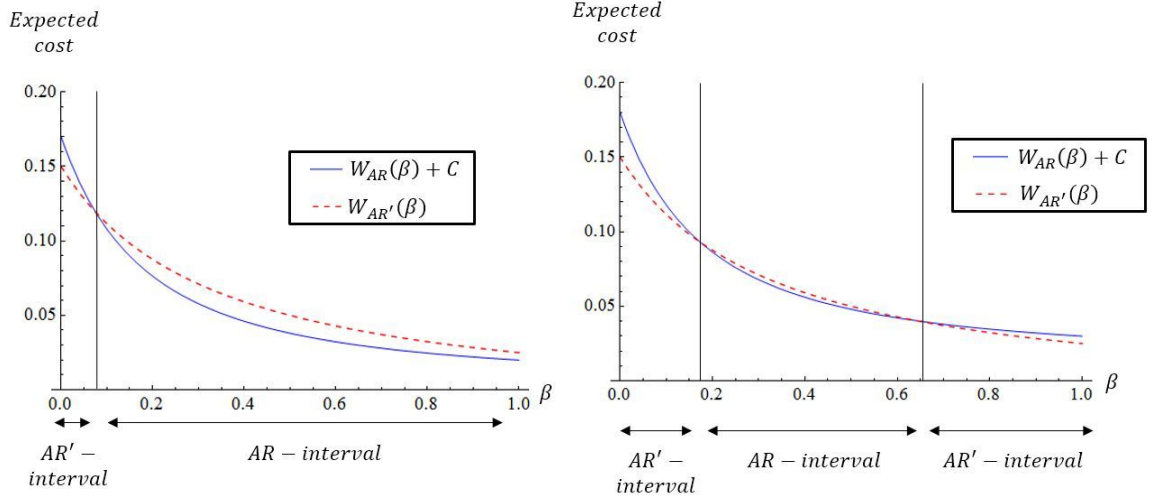 Expected
cost
0.20
0.15
0.10
0.05
0.0 0.2 0.4 0.6 0.8 1.0 β
W_AR(β) + C
W_AR′(β)
AR′ −
interval
AR − interval
Expected
cost
0.20
0.15
0.10
0.05
0.0 0.2 0.4 0.6 0.8 1.0 β
W_AR(β) + C
W_AR′(β)
AR′ −
interval
AR − interval
AR′ − interval